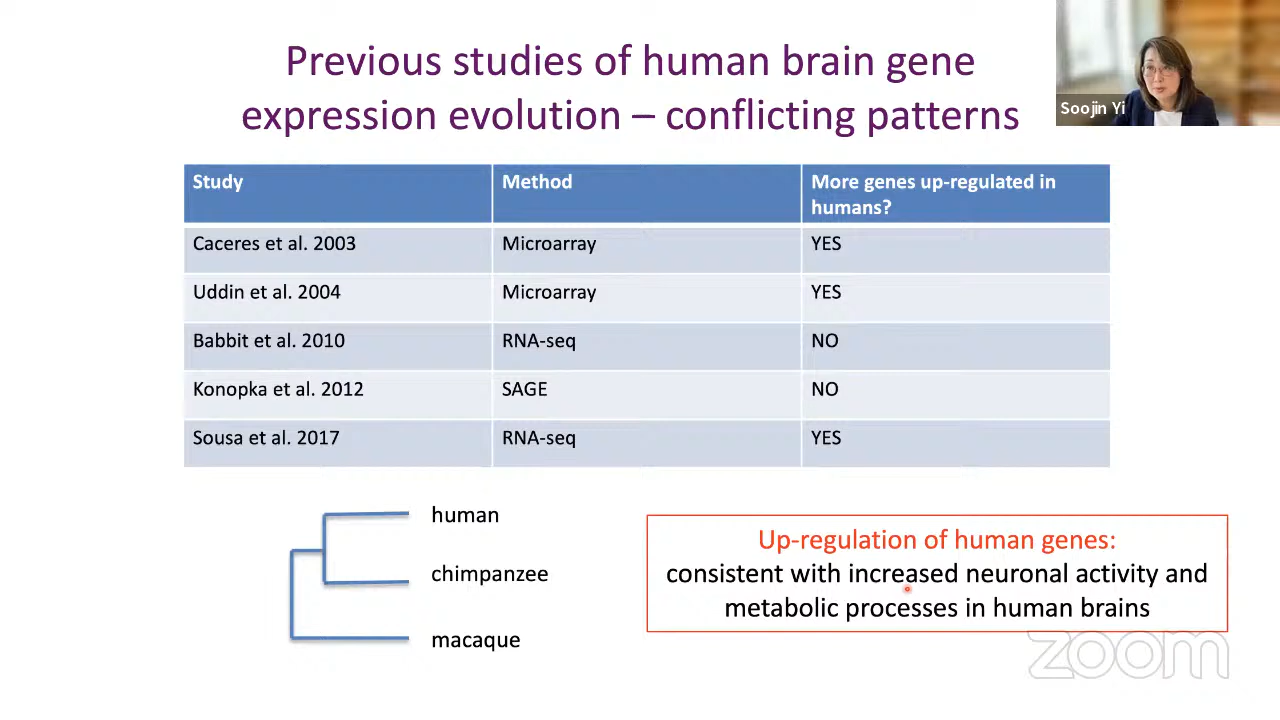 Previous studies of human brain gene
expression evolution – conflicting patterns
Soojin Yi
Study Method More genes up-regulated in
humans?
Caceres et al. 2003 Microarray YES
Uddin et al. 2004 Microarray YES
Babbit et al. 2010 RNA-seq NO
Konopka et al. 2012 SAGE NO
Sousa et al. 2017 RNA-seq YES
human
chimpanzee
macaque
Up-regulation of human genes:
consistent with increased neuronal activity and
metabolic processes in human brains
zoom